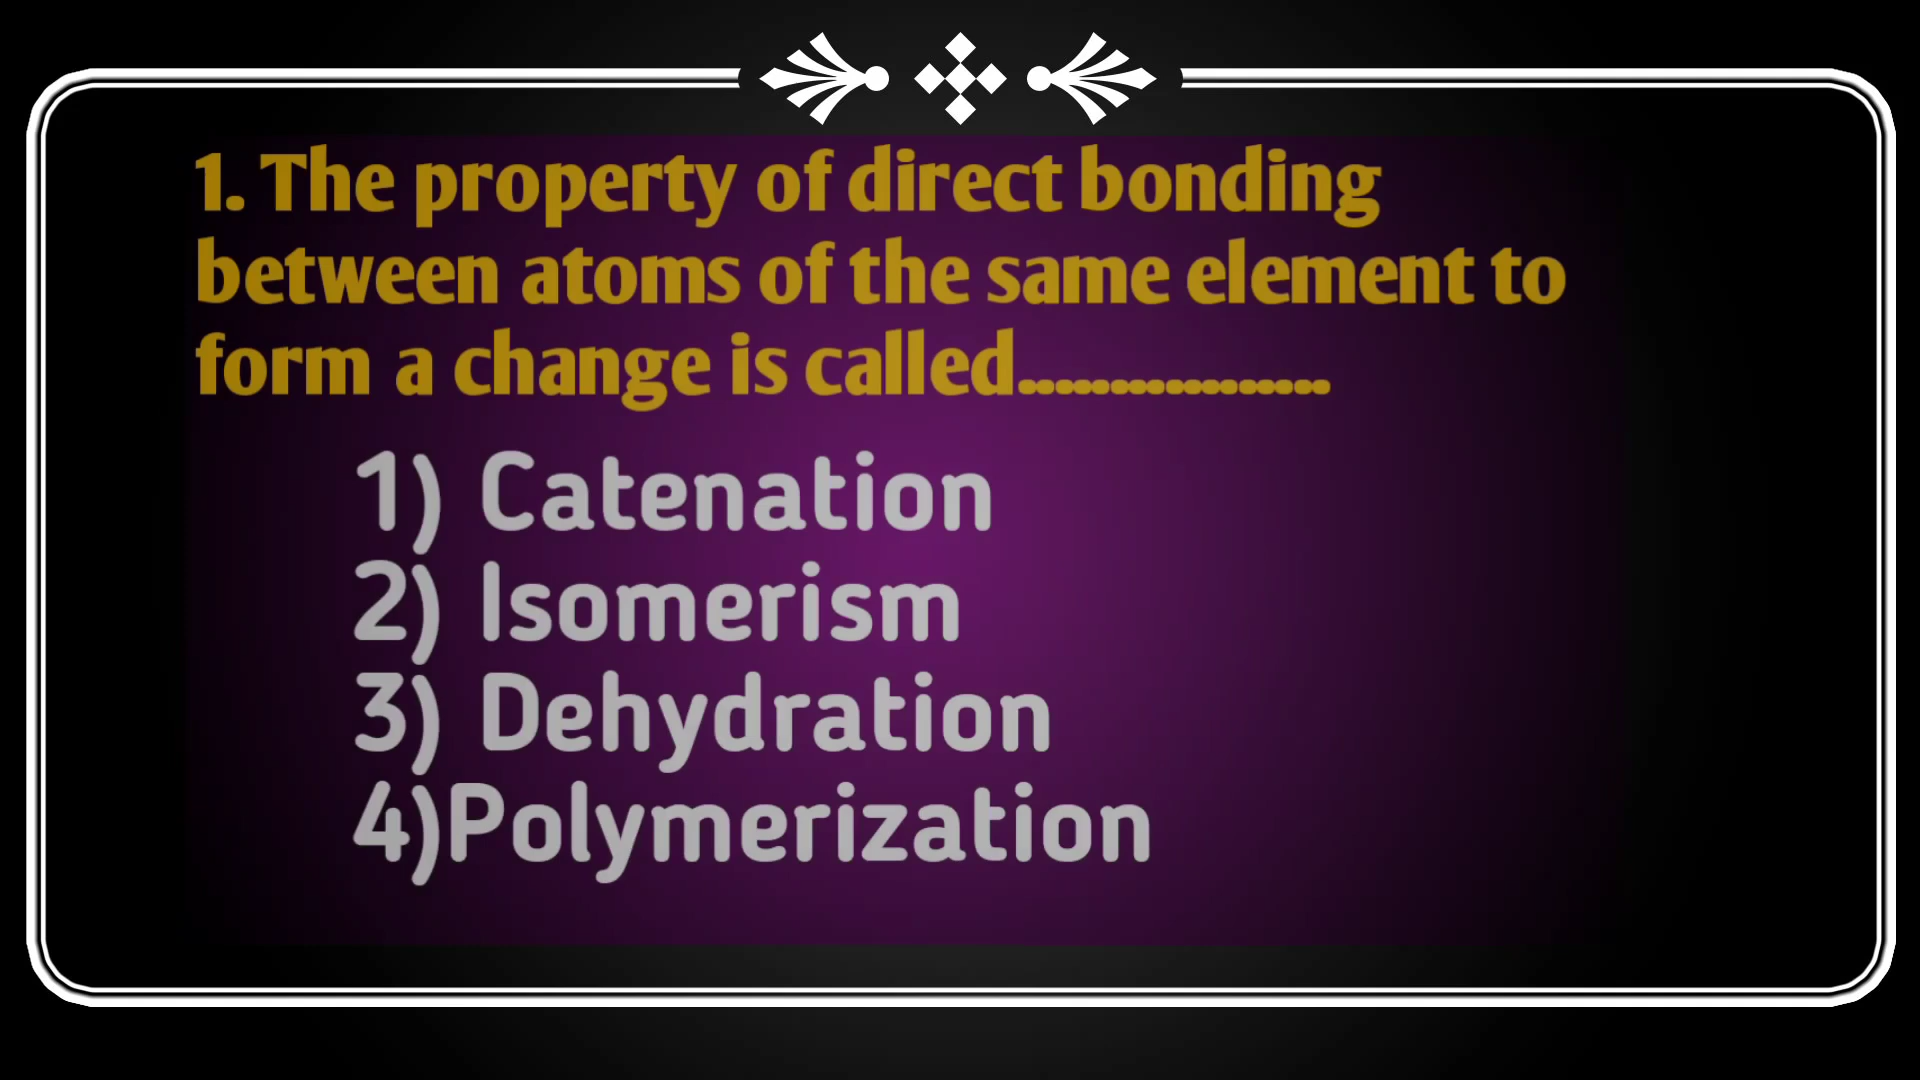 1. The property of direct bonding
between atoms of the same element to
form a change is called.................
1) Catenation
2) Isomerism
3) Dehydration
4)Polymerization